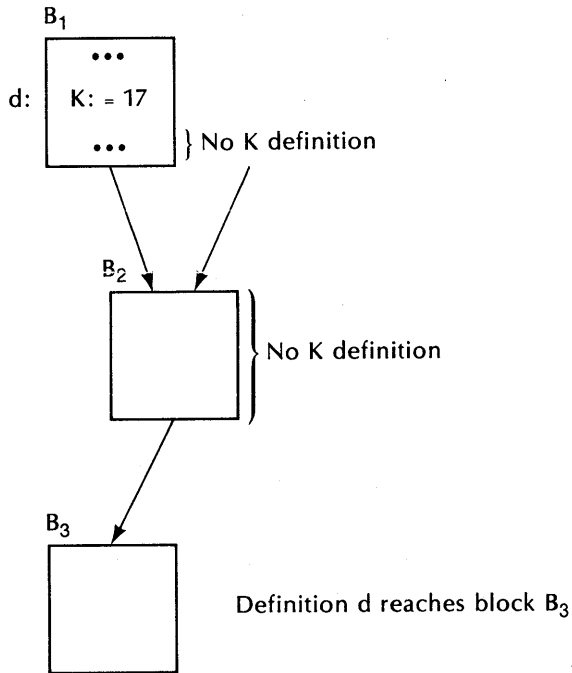 B₁
•••
d: K: = 17
••• } No K definition
B₂
} No K definition
B₃
Definition d reaches block B₃